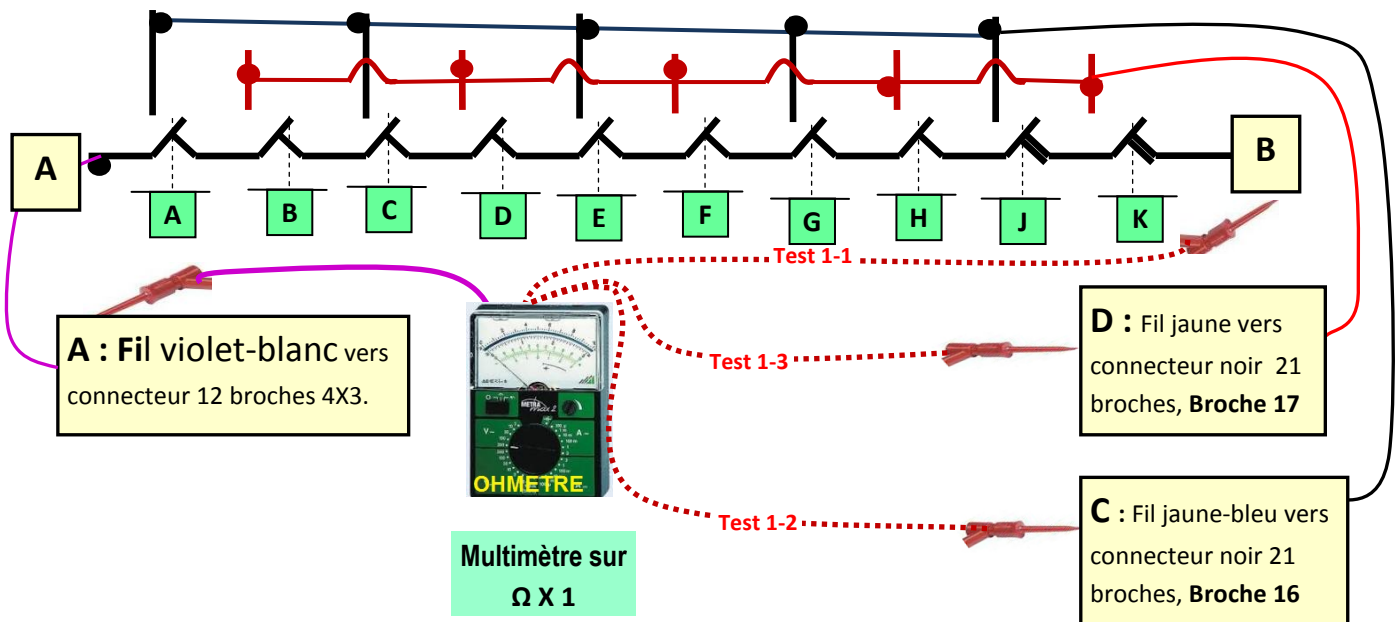 A
B
A
B
C
D
E
F
G
H
J
K
Test 1-1
A : Fil violet-blanc vers
connecteur 12 broches 4X3.
Test 1-3
D : Fil jaune vers
connecteur noir 21
broches, Broche 17
OHMETRE
Test 1-2
Multimètre sur
Ω X 1
C : Fil jaune-bleu vers
connecteur noir 21
broches, Broche 16